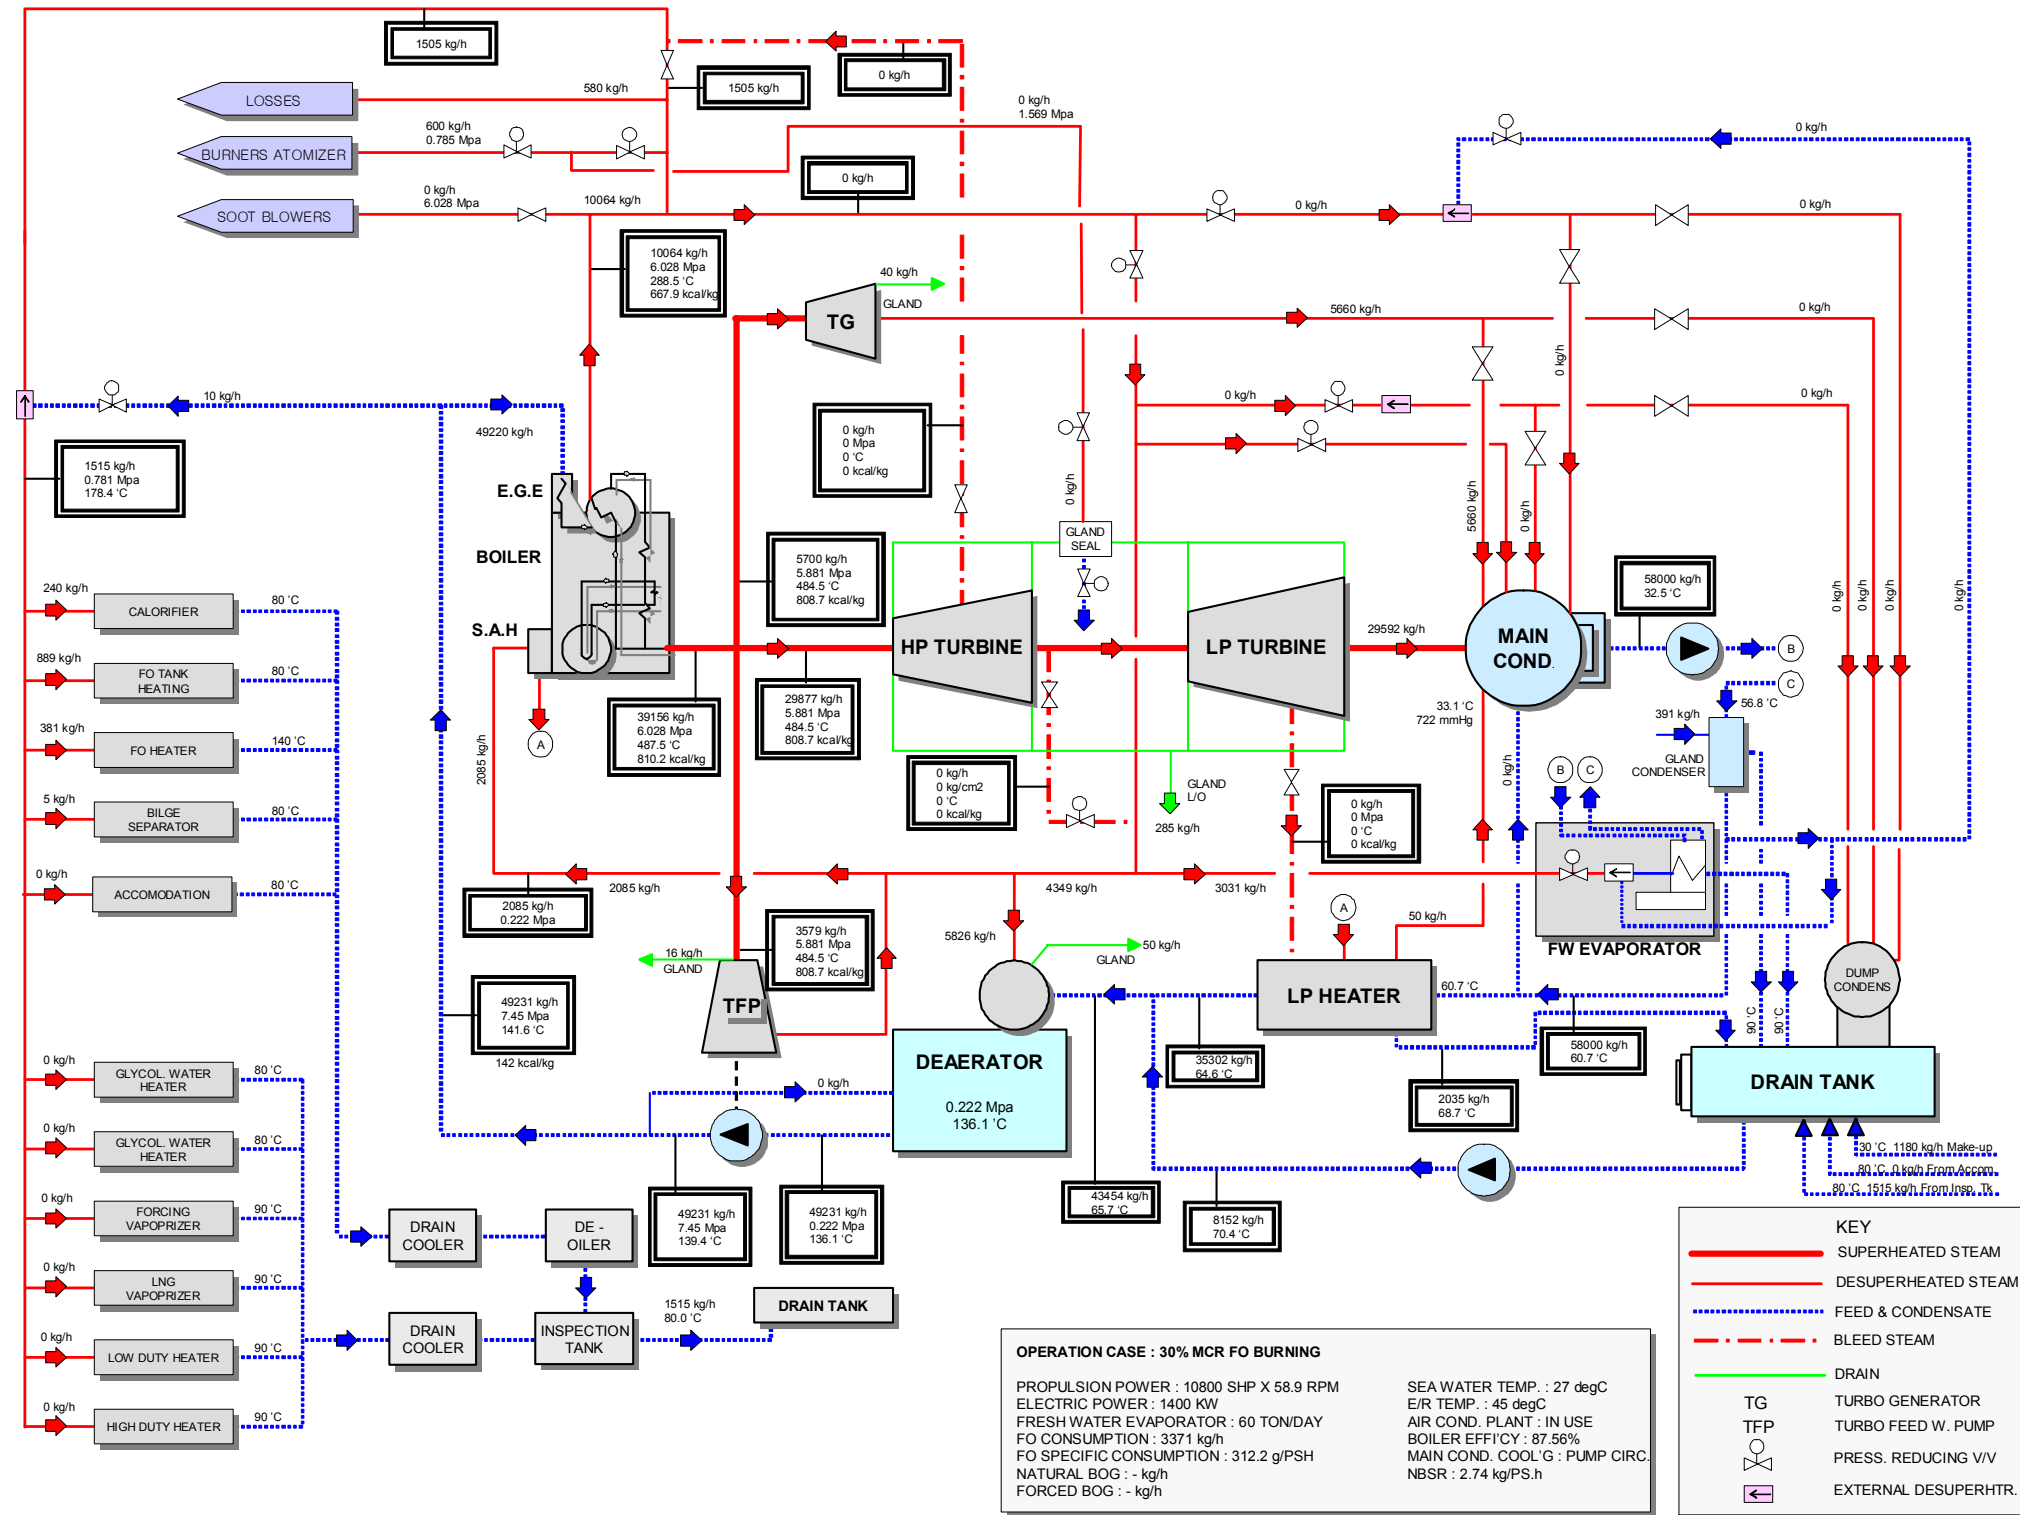 1505 kg/h
0 kg/h
LOSSES
580 kg/h
1505 kg/h
0 kg/h
1.569 Mpa
BURNERS ATOMIZER
600 kg/h
0.785 Mpa
0 kg/h
0 kg/h
SOOT BLOWERS
0 kg/h
6.028 Mpa
10064 kg/h
0 kg/h
0 kg/h
10064 kg/h
6.028 Mpa
288.5 'C
667.9 kcal/kg
40 kg/h
GLAND
TG
5660 kg/h
0 kg/h
0 kg/h
10 kg/h
49220 kg/h
0 kg/h
0 kg/h
1515 kg/h
0.781 Mpa
178.4 'C
0 kg/h
0 Mpa
0 'C
0 kcal/kg
E.G.E
BOILER
S.A.H
0 kg/h
GLAND
SEAL
5660 kg/h
0 kg/h
5700 kg/h
5.881 Mpa
484.5 'C
808.7 kcal/kg
58000 kg/h
32.5 'C
0 kg/h
0 kg/h
0 kg/h
0 kg/h
240 kg/h
CALORIFIER
80 'C
889 kg/h
FO TANK
HEATING
80 'C
381 kg/h
FO HEATER
140 'C
5 kg/h
BILGE
SEPARATOR
80 'C
0 kg/h
ACCOMODATION
80 'C
HP TURBINE
LP TURBINE
29592 kg/h
MAIN
COND.
B
C
56.8 'C
33.1 'C
722 mmHg
391 kg/h
GLAND
CONDENSER
39156 kg/h
6.028 Mpa
487.5 'C
810.2 kcal/kg
29877 kg/h
5.881 Mpa
484.5 'C
808.7 kcal/kg
A
2085 kg/h
0 kg/h
0 kg/cm2
0 'C
0 kcal/kg
GLAND
L/O
285 kg/h
0 kg/h
0 Mpa
0 'C
0 kcal/kg
0 kg/h
B
C
FW EVAPORATOR
2085 kg/h
4349 kg/h
3031 kg/h
2085 kg/h
0.222 Mpa
3579 kg/h
5.881 Mpa
484.5 'C
808.7 kcal/kg
16 kg/h
GLAND
TFP
5826 kg/h
50 kg/h
GLAND
A
50 kg/h
LP HEATER
60.7 'C
DUMP
CONDENS
49231 kg/h
7.45 Mpa
141.6 'C
142 kcal/kg
DEAERATOR
0.222 Mpa
136.1 'C
35302 kg/h
64.6 'C
58000 kg/h
60.7 'C
90 'C
90 'C
2035 kg/h
68.7 'C
DRAIN TANK
0 kg/h
30 'C 1180 kg/h Make-up
80 'C 0 kg/h From Accom.
80 'C 1515 kg/h From Insp. Tk
0 kg/h
GLYCOL. WATER
HEATER
80 'C
0 kg/h
GLYCOL. WATER
HEATER
80 'C
0 kg/h
FORCING
VAPOPRIZER
90 'C
0 kg/h
LNG
VAPOPRIZER
90 'C
0 kg/h
LOW DUTY HEATER
90 'C
0 kg/h
HIGH DUTY HEATER
90 'C
DRAIN
COOLER
DE -
OILER
DRAIN
COOLER
INSPECTION
TANK
1515 kg/h
80.0 'C
DRAIN TANK
49231 kg/h
7.45 Mpa
139.4 'C
49231 kg/h
0.222 Mpa
136.1 'C
43454 kg/h
65.7 'C
8152 kg/h
70.4 'C
OPERATION CASE : 30% MCR FO BURNING
PROPULSION POWER : 10800 SHP X 58.9 RPM
ELECTRIC POWER : 1400 KW
FRESH WATER EVAPORATOR : 60 TON/DAY
FO CONSUMPTION : 3371 kg/h
FO SPECIFIC CONSUMPTION : 312.2 g/PSH
NATURAL BOG : - kg/h
FORCED BOG : - kg/h
SEA WATER TEMP. : 27 degC
E/R TEMP. : 45 degC
AIR COND. PLANT : IN USE
BOILER EFFI'CY : 87.56%
MAIN COND. COOL'G : PUMP CIRC.
NBSR : 2.74 kg/PS.h
KEY
SUPERHEATED STEAM
DESUPERHEATED STEAM
FEED & CONDENSATE
BLEED STEAM
DRAIN
TG TURBO GENERATOR
TFP TURBO FEED W. PUMP
PRESS. REDUCING V/V
EXTERNAL DESUPERHTR.